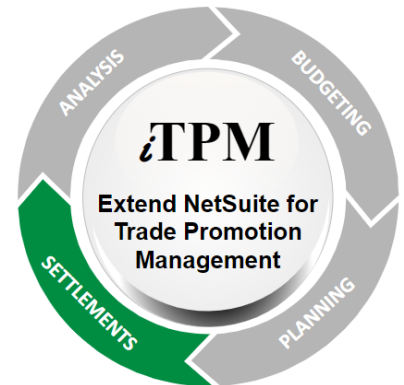 ANALYSIS
BUDGETING
iTPM
Extend NetSuite for
Trade Promotion
Management
SETTLEMENTS
PLANNING